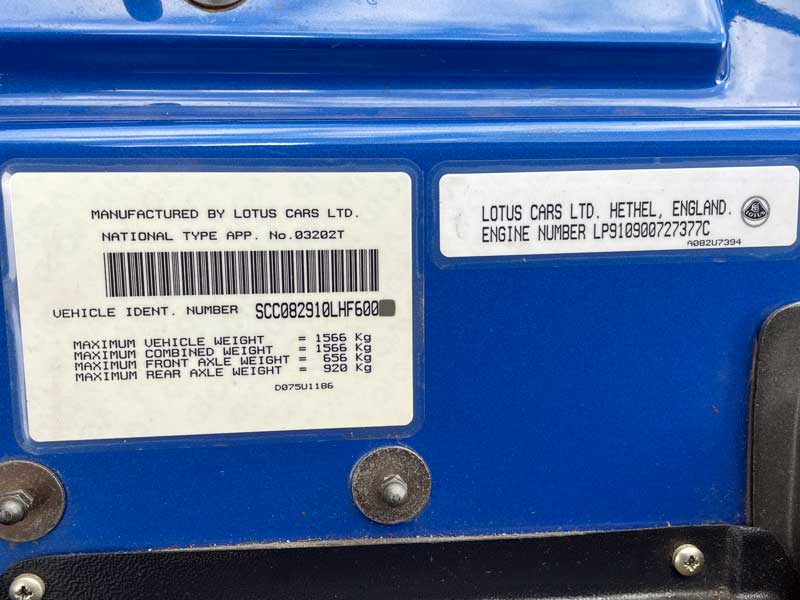 MANUFACTURED BY LOTUS CARS LTD.
NATIONAL TYPE APP. No.03202T
VEHICLE IDENT. NUMBER SCC082910LHF600
MAXIMUM VEHICLE WEIGHT = 1566 Kg
MAXIMUM COMBINED WEIGHT = 1566 Kg
MAXIMUM FRONT AXLE WEIGHT = 656 Kg
MAXIMUM REAR AXLE WEIGHT = 920 Kg
D075U1186
LOTUS CARS LTD. HETHEL, ENGLAND.
ENGINE NUMBER LP910900727377C
A082U7394
LOTUS